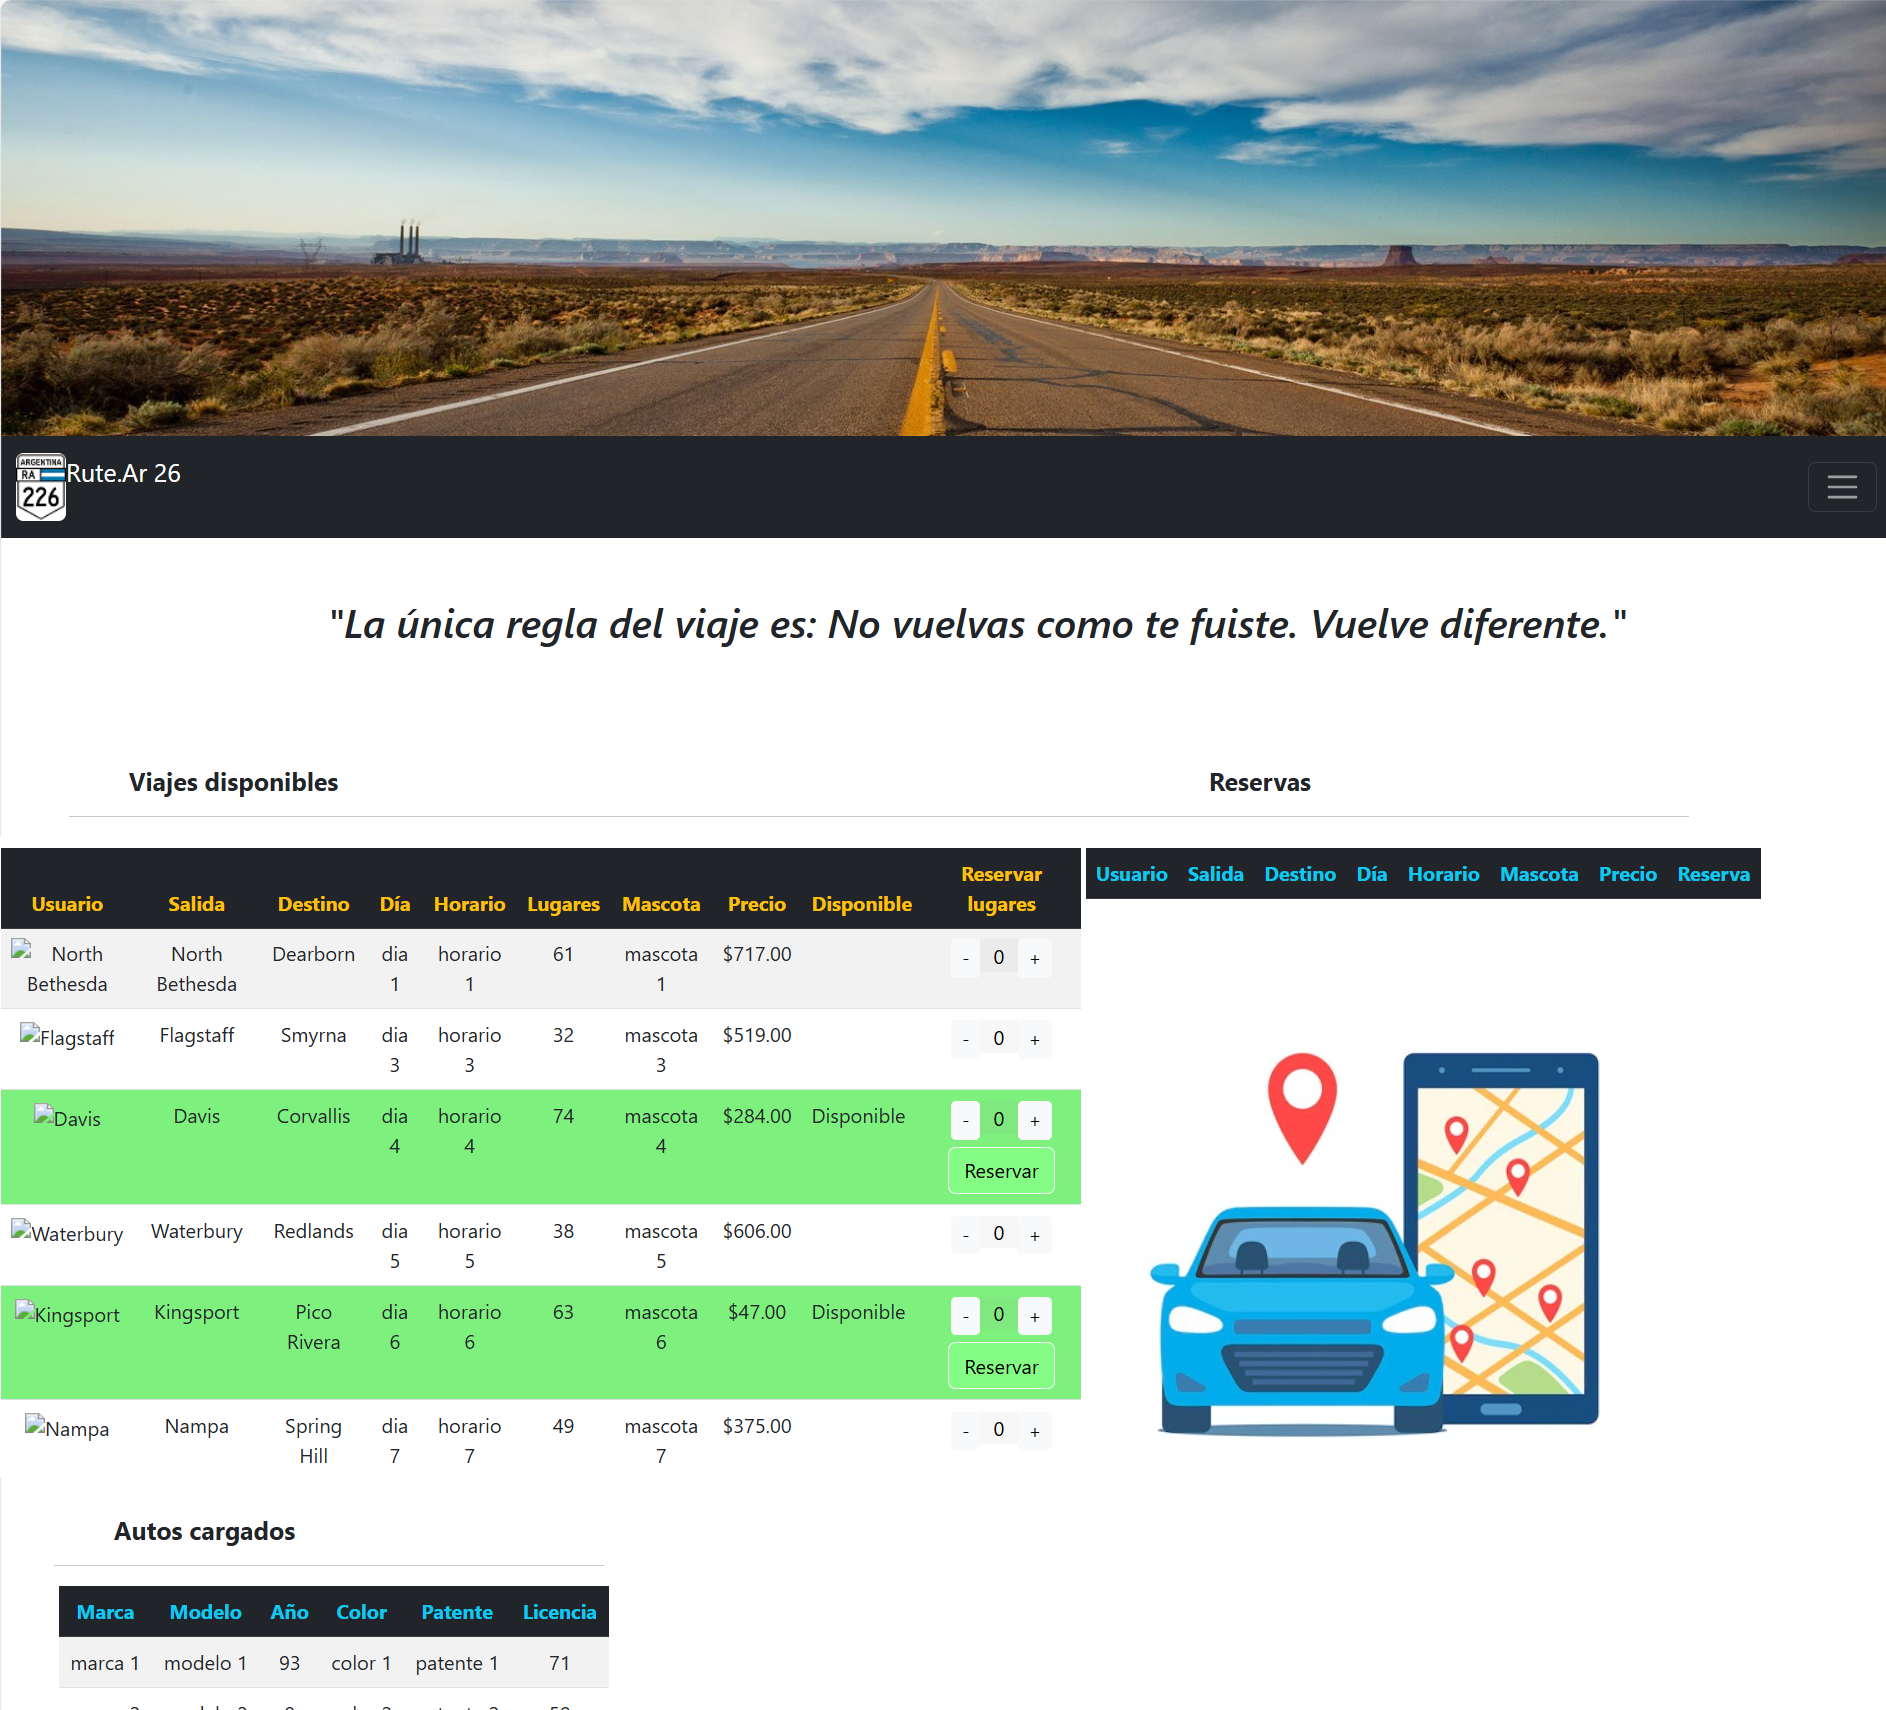 ARGENTINA
RA
226
Rute.Ar 26
"La única regla del viaje es: No vuelvas como te fuiste. Vuelve diferente."
Viajes disponibles
Reservas
Usuario Salida Destino Día Horario Lugares Mascota Precio Disponible Reservar lugares
North Bethesda North Bethesda Dearborn dia 1 horario 1 61 mascota 1 $717.00 - 0 +
Flagstaff Flagstaff Smyrna dia 3 horario 3 32 mascota 3 $519.00 - 0 +
Davis Davis Corvallis dia 4 horario 4 74 mascota 4 $284.00 Disponible - 0 +
Reservar
Waterbury Waterbury Redlands dia 5 horario 5 38 mascota 5 $606.00 - 0 +
Kingsport Kingsport Pico Rivera dia 6 horario 6 63 mascota 6 $47.00 Disponible - 0 +
Reservar
Nampa Nampa Spring Hill dia 7 horario 7 49 mascota 7 $375.00 - 0 +
Usuario Salida Destino Día Horario Mascota Precio Reserva
Autos cargados
Marca Modelo Año Color Patente Licencia
marca 1 modelo 1 93 color 1 patente 1 71